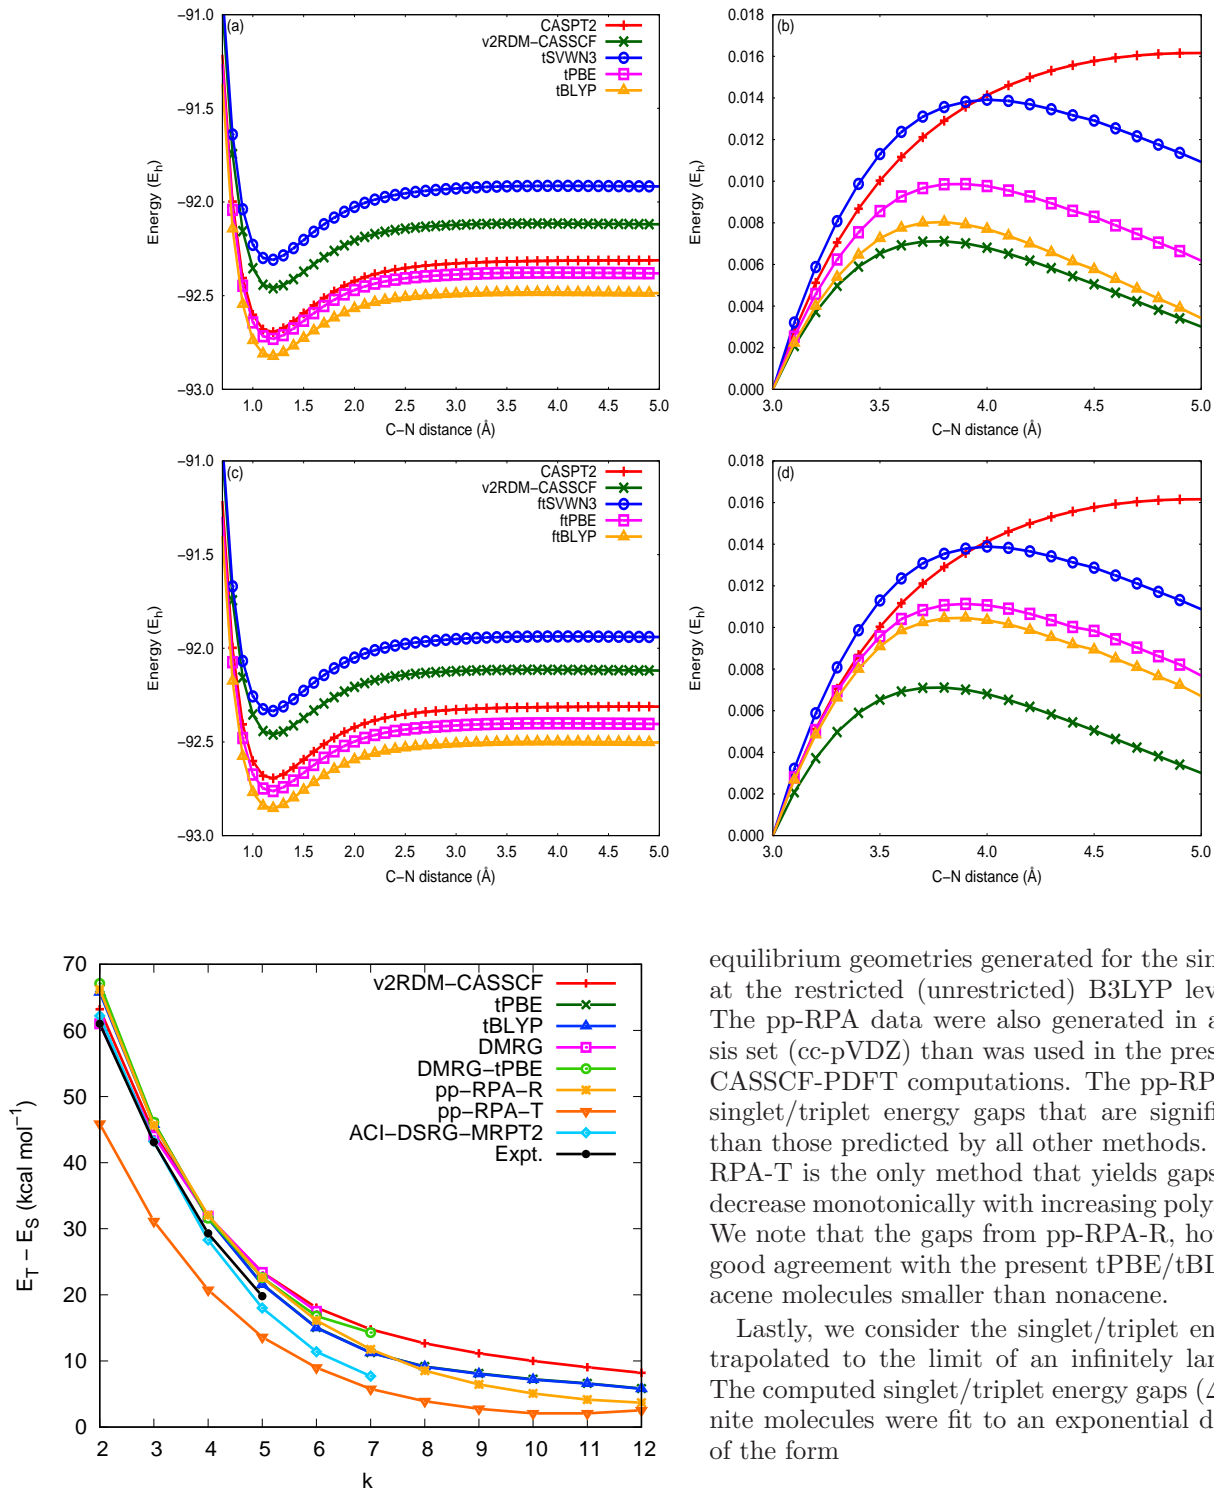 (a)
CASPT2
v2RDM−CASSCF
tSVWN3
tPBE
tBLYP
Energy (Eh)
−91.0
−91.5
−92.0
−92.5
−93.0
1.0 1.5 2.0 2.5 3.0 3.5 4.0 4.5 5.0
C−N distance (Å)
(b)
Energy (Eh)
0.018
0.016
0.014
0.012
0.010
0.008
0.006
0.004
0.002
0.000
3.0 3.5 4.0 4.5 5.0
C−N distance (Å)
(c)
CASPT2
v2RDM−CASSCF
ftSVWN3
ftPBE
ftBLYP
Energy (Eh)
−91.0
−91.5
−92.0
−92.5
−93.0
1.0 1.5 2.0 2.5 3.0 3.5 4.0 4.5 5.0
C−N distance (Å)
(d)
Energy (Eh)
0.018
0.016
0.014
0.012
0.010
0.008
0.006
0.004
0.002
0.000
3.0 3.5 4.0 4.5 5.0
C−N distance (Å)
v2RDM−CASSCF
tPBE
tBLYP
DMRG
DMRG−tPBE
pp−RPA−R
pp−RPA−T
ACI−DSRG−MRPT2
Expt.
ET − ES (kcal mol−1)
70
60
50
40
30
20
10
0
2 3 4 5 6 7 8 9 10 11 12
k
equilibrium geometries generated for the sin
at the restricted (unrestricted) B3LYP lev
The pp-RPA data were also generated in a
sis set (cc-pVDZ) than was used in the pres
CASSCF-PDFT computations. The pp-RP
singlet/triplet energy gaps that are signifi
than those predicted by all other methods.
RPA-T is the only method that yields gaps
decrease monotonically with increasing poly
We note that the gaps from pp-RPA-R, ho
good agreement with the present tPBE/tBL
acene molecules smaller than nonacene.
Lastly, we consider the singlet/triplet en
trapolated to the limit of an infinitely lar
The computed singlet/triplet energy gaps (
nite molecules were fit to an exponential d
of the form